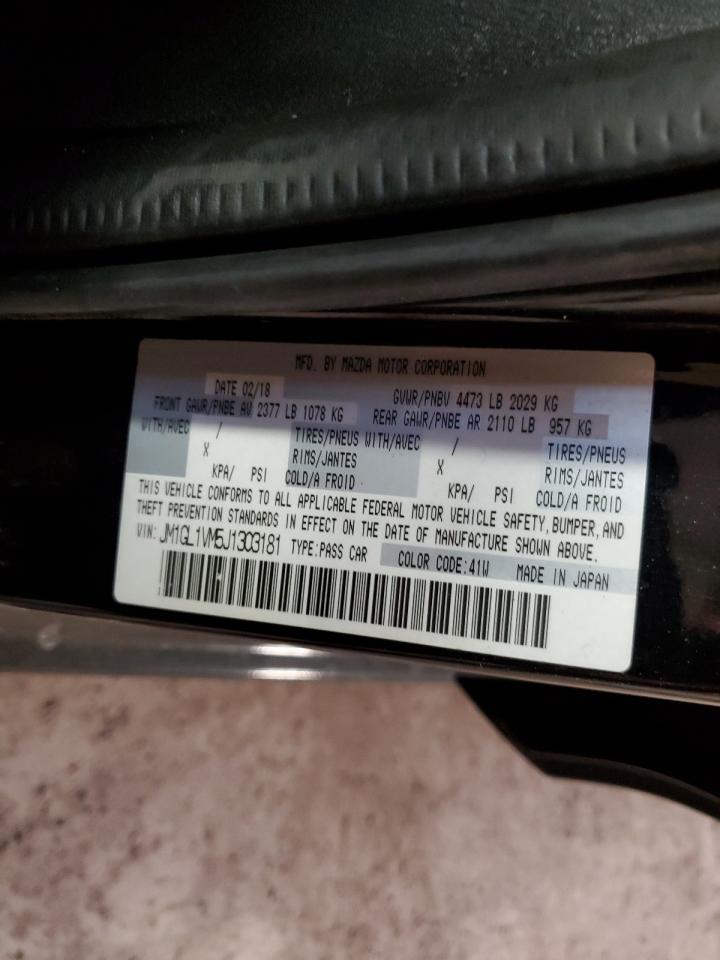 MFD. BY MAZDA MOTOR CORPORATION
DATE 02/18 GVWR/PNBV 4473 LB 2029 KG
FRONT GAWR/PNBE AV 2377 LB 1078 KG REAR GAWR/PNBE AR 2110 LB 957 KG
WITH/AVEC / TIRES/PNEUS WITH/AVEC / TIRES/PNEUS
X RIMS/JANTES X RIMS/JANTES
KPA/ PSI COLD/A FROID KPA/ PSI COLD/A FROID
THIS VEHICLE CONFORMS TO ALL APPLICABLE FEDERAL MOTOR VEHICLE SAFETY, BUMPER, AND
THEFT PREVENTION STANDARDS IN EFFECT ON THE DATE OF MANUFACTURE SHOWN ABOVE.
VIN: JM1GL1VM5J1303181 TYPE:PASS CAR COLOR CODE:41W MADE IN JAPAN